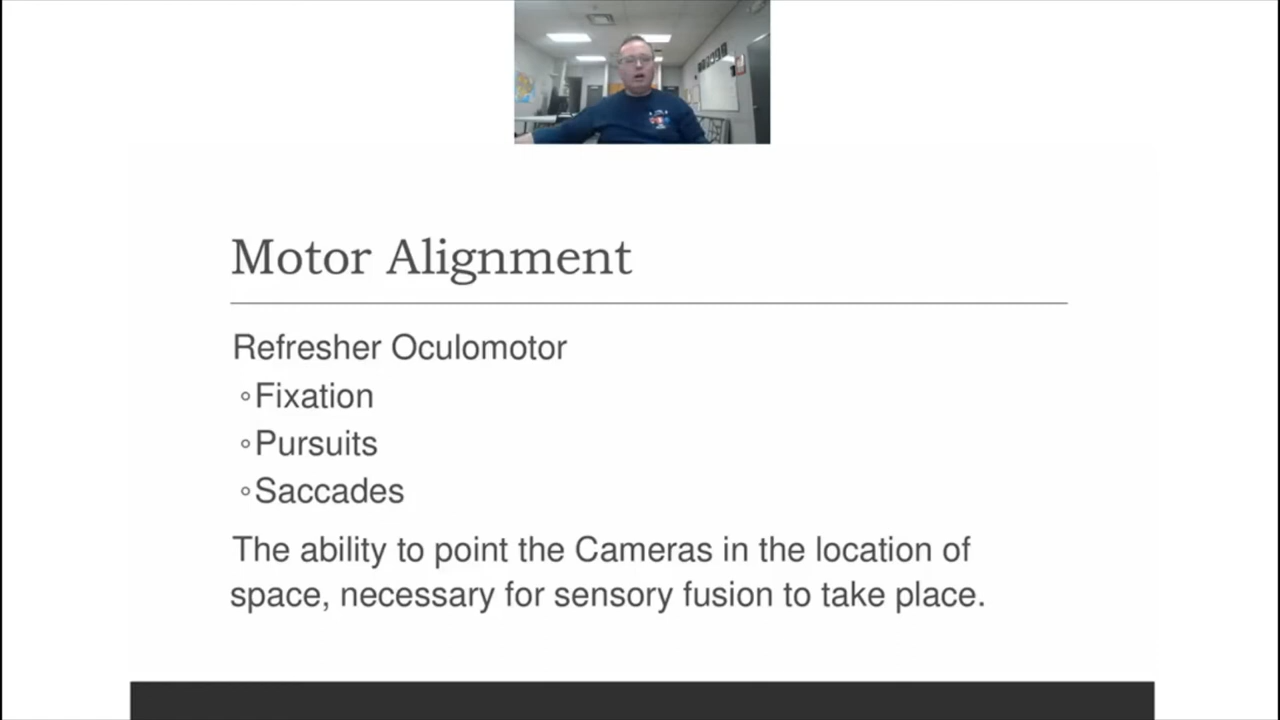 Motor Alignment
Refresher Oculomotor
◦Fixation
◦Pursuits
◦Saccades
The ability to point the Cameras in the location of
space, necessary for sensory fusion to take place.